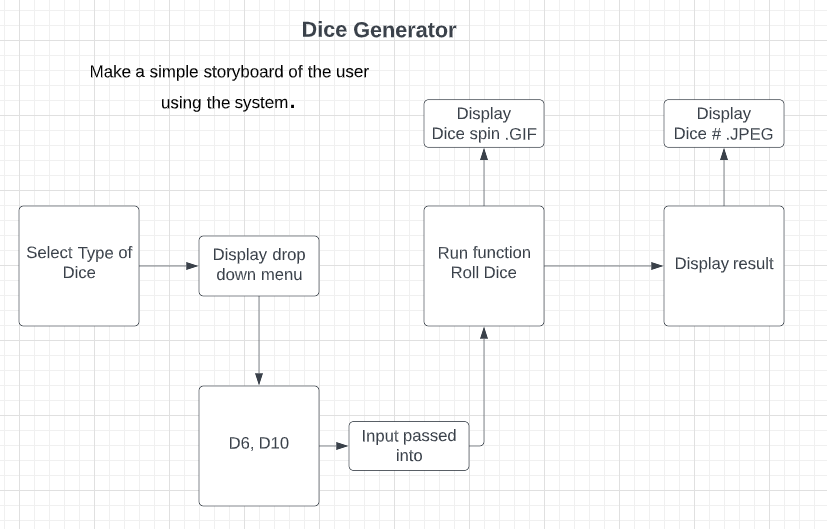 Dice Generator
Make a simple storyboard of the user
using the system.
Display
Dice spin .GIF
Display
Dice # .JPEG
Select Type of
Dice
Display drop
down menu
Run function
Roll Dice
Display result
D6, D10
Input passed
into